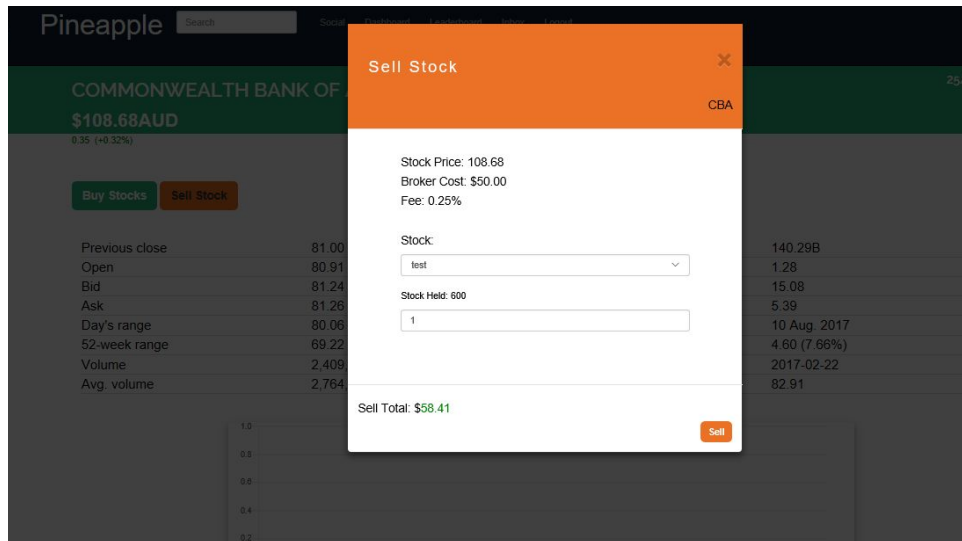 Pineapple Search Social Dashboard Leaderboard Inbox Logout
Sell Stock ×
CBA
COMMONWEALTH BANK OF
$108.68AUD
0.35 (+0.32%)
Buy Stocks Sell Stock
Stock Price: 108.68
Broker Cost: $50.00
Fee: 0.25%
Stock:
test
Stock Held: 600
1
Previous close 81.00 140.29B
Open 80.91 1.28
Bid 81.24 15.08
Ask 81.26 5.39
Day's range 80.06 10 Aug. 2017
52-week range 69.22 4.60 (7.66%)
Volume 2,409, 2017-02-22
Avg. volume 2,764, 82.91
Sell Total: $58.41
Sell
1.0
0.8
0.6
0.4
0.2